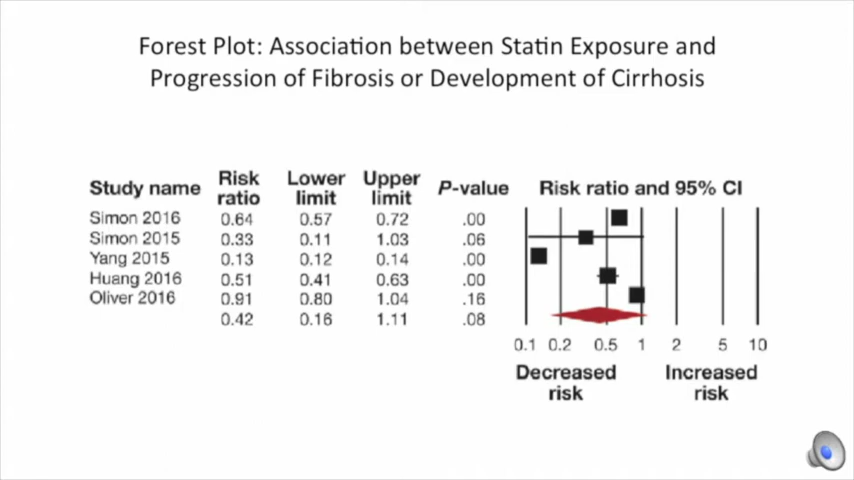 Forest Plot: Association between Statin Exposure and
Progression of Fibrosis or Development of Cirrhosis
Study name Risk ratio Lower limit Upper limit P-value Risk ratio and 95% CI
Simon 2016 0.64 0.57 0.72 .00
Simon 2015 0.33 0.11 1.03 .06
Yang 2015 0.13 0.12 0.14 .00
Huang 2016 0.51 0.41 0.63 .00
Oliver 2016 0.91 0.80 1.04 .16
0.42 0.16 1.11 .08
0.1 0.2 0.5 1 2 5 10
Decreased risk Increased risk